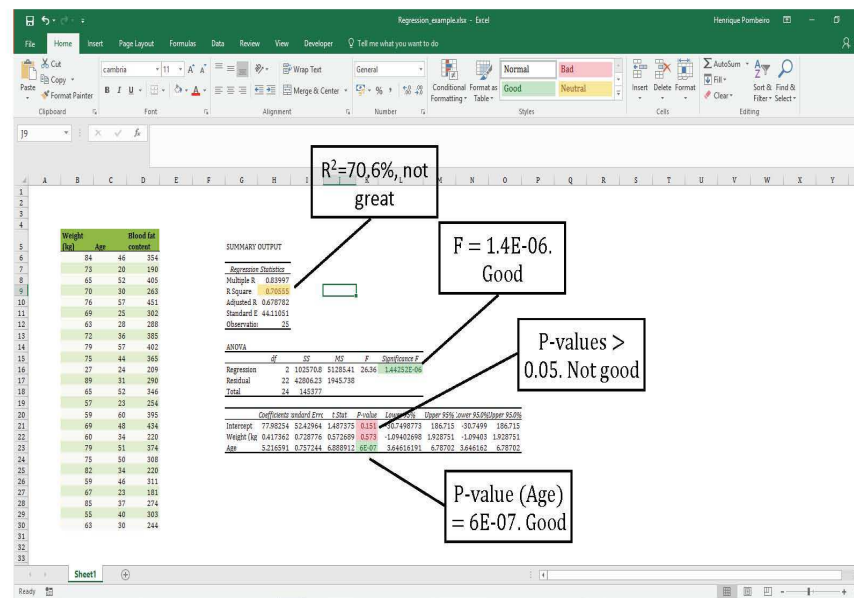 Regression_example.xlsx - Excel
Henrique Pombeiro
File Home Insert Page Layout Formulas Data Review View Developer Tell me what you want to do
Cut
Copy
Format Painter
Paste
cambria 11
B I U
Wrap Text
Merge & Center
General
% ,
Conditional Formatting
Format as Table
Normal Bad
Good Neutral
Insert Delete Format
AutoSum
Fill
Clear
Sort & Filter
Find & Select
Clipboard Font Alignment Number Styles Cells Editing
J9
fx
A B C D E F G H I J K L M N O P Q R S T U V W X Y
R²=70,6%, not great
F = 1.4E-06. Good
P-values > 0.05. Not good
P-value (Age) = 6E-07. Good
Weight (kg) Age Blood fat content
84 46 354
73 20 190
65 52 405
70 30 263
76 57 451
69 25 302
63 28 288
72 36 385
79 57 402
75 44 365
27 24 209
89 31 290
65 52 346
57 23 254
59 60 395
69 48 434
60 34 220
79 51 374
75 50 308
82 34 220
59 46 311
67 23 181
85 37 274
55 40 303
63 30 244
SUMMARY OUTPUT
Regression Statistics
Multiple R 0.83997
R Square 0.70555
Adjusted R 0.678782
Standard E 44.11051
Observatio 25
ANOVA
df SS MS F Significance F
Regression 2 102570.8 51285.41 26.36 1.44252E-06
Residual 22 42806.23 1945.738
Total 24 145377
Coefficients andard Erro t Stat P-value Lower 95% Upper 95% Lower 95.0% Upper 95.0%
Intercept 77.98254 52.42964 1.487375 0.151 -30.7498773 186.715 -30.7499 186.715
Weight (kg 0.417362 0.728776 0.572689 0.573 -1.09402698 1.928751 -1.09403 1.928751
Age 5.216591 0.757244 6.888912 6E-07 3.64616191 6.78702 3.646162 6.78702
Sheet1
Ready